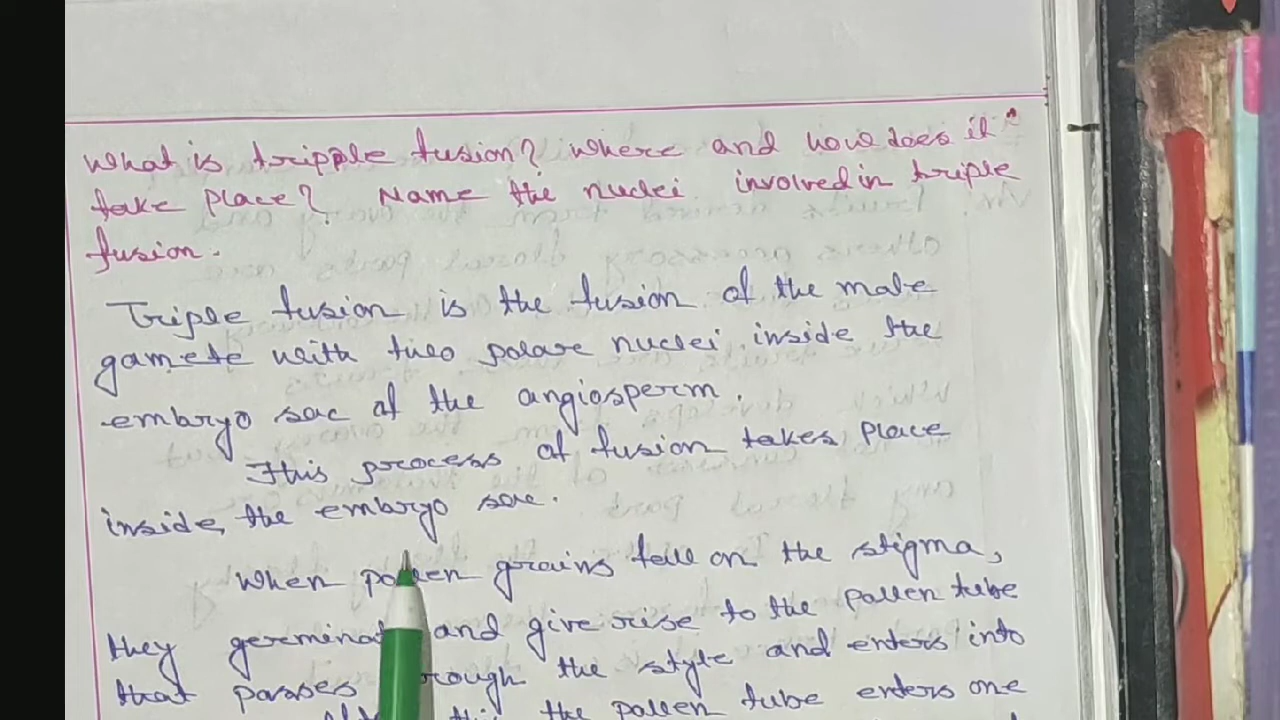 What is tripple fusion? Where and how does it
take place? Name the nuclei involved in triple
fusion.
Triple fusion is the fusion of the male
gamete with two polar nuclei inside the
embryo sac of the angiosperm.
This process of fusion takes place
inside, the embryo sac.
When pollen grains fall on the stigma,
they germinat and give rise to the pollen tube
that passes rough the style and enters into
the pollen tube enters one